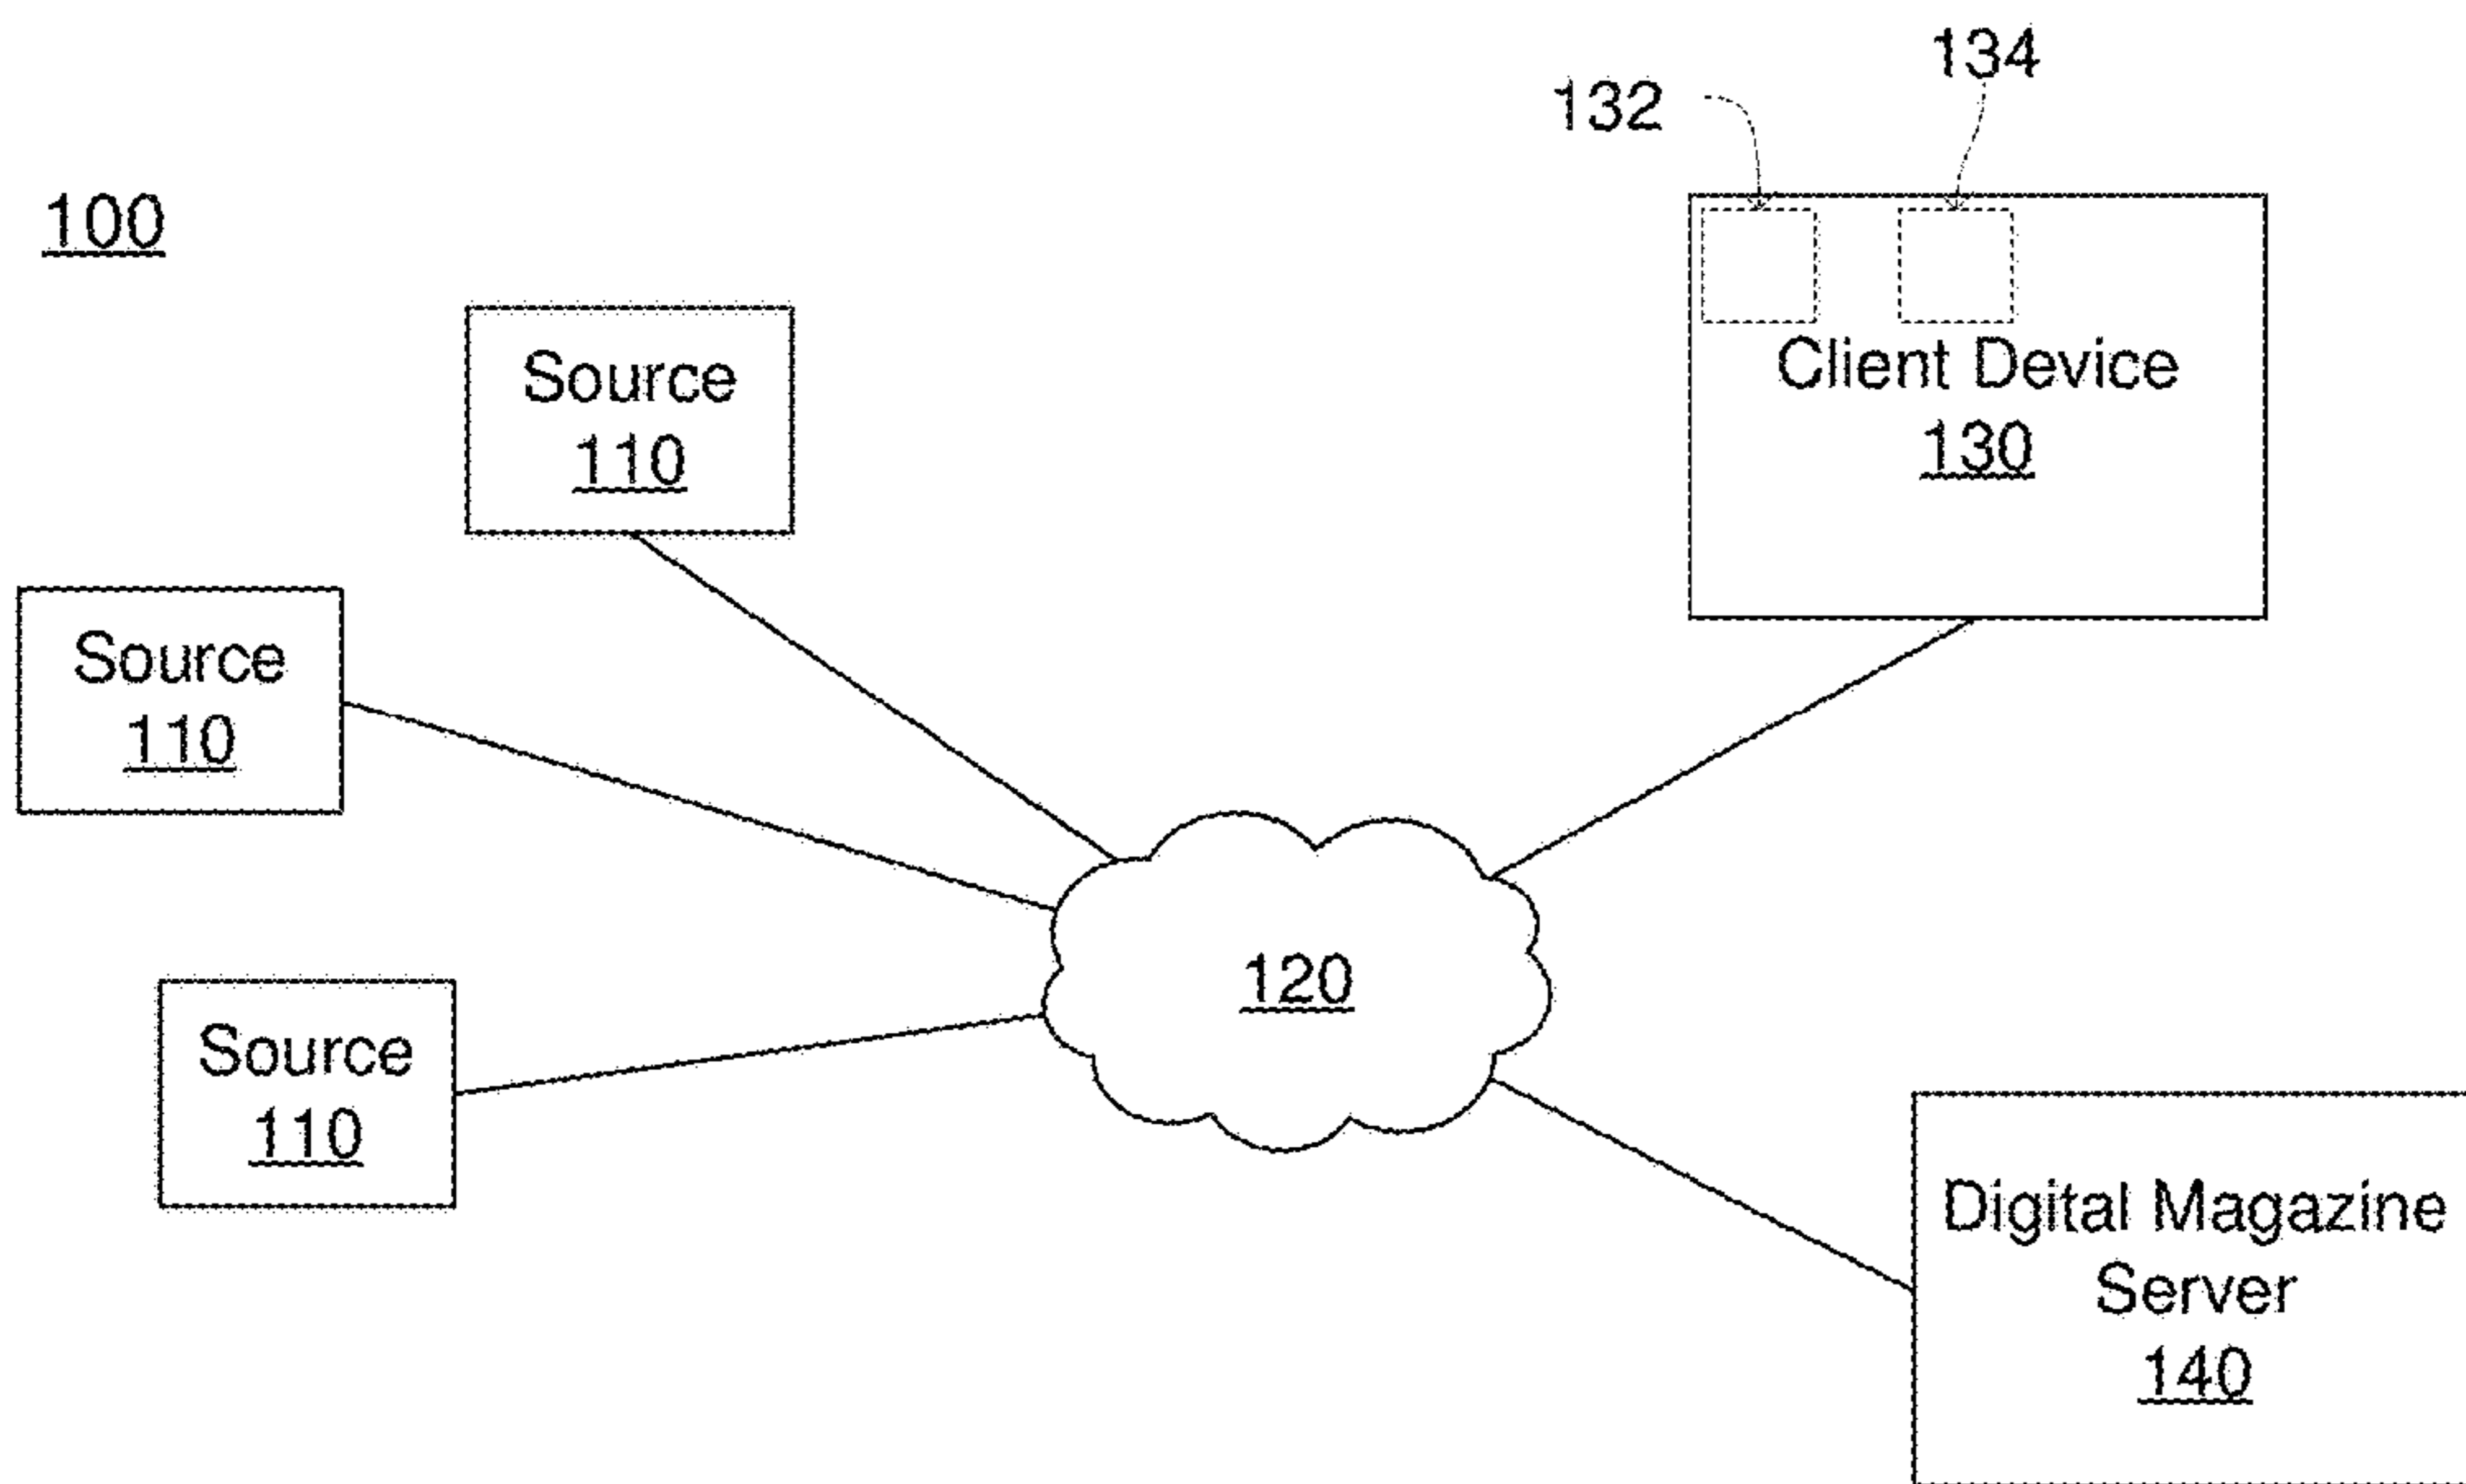 134
132
100
Source
110
Client Device
130
Source
110
120
Source
110
Digital Magazine
Server
140